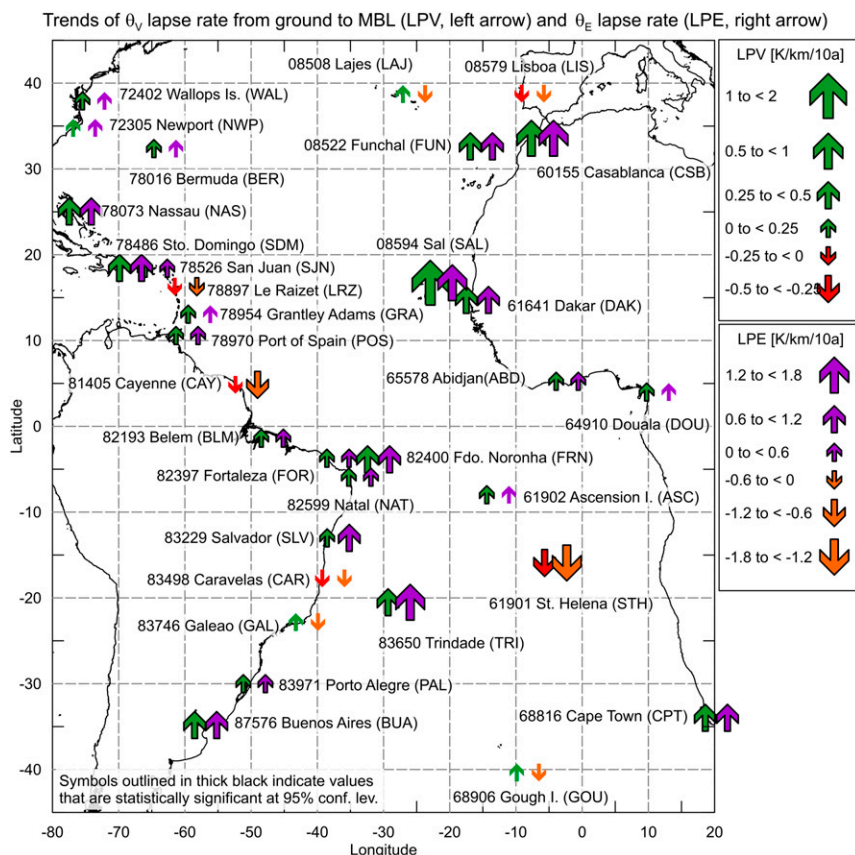 Trends of θV lapse rate from ground to MBL (LPV, left arrow) and θE lapse rate (LPE, right arrow)
40
30
20
10
0
-10
-20
-30
-40
Latitude
-80 -70 -60 -50 -40 -30 -20 -10 0 10 20
Longitude
08508 Lajes (LAJ)
08579 Lisboa (LIS)
72402 Wallops Is. (WAL)
72305 Newport (NWP)
08522 Funchal (FUN)
60155 Casablanca (CSB)
78016 Bermuda (BER)
78073 Nassau (NAS)
78486 Sto. Domingo (SDM)
08594 Sal (SAL)
78526 San Juan (SJN)
78897 Le Raizet (LRZ)
61641 Dakar (DAK)
78954 Grantley Adams (GRA)
78970 Port of Spain (POS)
81405 Cayenne (CAY)
65578 Abidjan(ABD)
64910 Douala (DOU)
82193 Belem (BLM)
82400 Fdo. Noronha (FRN)
82397 Fortaleza (FOR)
82599 Natal (NAT)
61902 Ascension I. (ASC)
83229 Salvador (SLV)
83498 Caravelas (CAR)
61901 St. Helena (STH)
83746 Galeao (GAL)
83650 Trindade (TRI)
83971 Porto Alegre (PAL)
87576 Buenos Aires (BUA)
68816 Cape Town (CPT)
68906 Gough I. (GOU)
Symbols outlined in thick black indicate values
that are statistically significant at 95% conf. lev.
LPV [K/km/10a]
1 to < 2
0.5 to < 1
0.25 to < 0.5
0 to < 0.25
-0.25 to < 0
-0.5 to < -0.25
LPE [K/km/10a]
1.2 to < 1.8
0.6 to < 1.2
0 to < 0.6
-0.6 to < 0
-1.2 to < -0.6
-1.8 to < -1.2